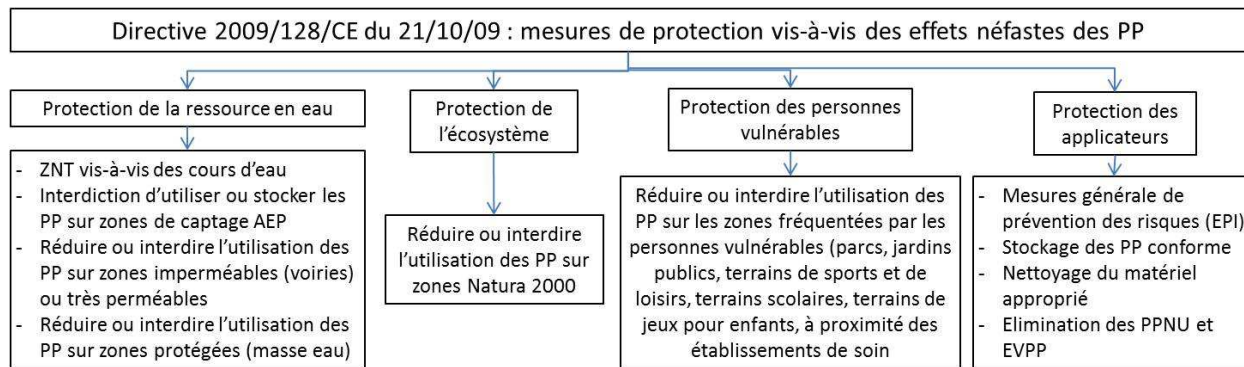 Directive 2009/128/CE du 21/10/09 : mesures de protection vis-à-vis des effets néfastes des PP
Protection de la ressource en eau
- ZNT vis-à-vis des cours d'eau
- Interdiction d'utiliser ou stocker les
PP sur zones de captage AEP
- Réduire ou interdire l'utilisation des
PP sur zones imperméables (voiries)
ou très perméables
- Réduire ou interdire l'utilisation des
PP sur zones protégées (masse eau)
Protection de
l'écosystème
Réduire ou interdire
l'utilisation des PP sur
zones Natura 2000
Protection des personnes
vulnérables
Réduire ou interdire l'utilisation des
PP sur les zones fréquentées par les
personnes vulnérables (parcs, jardins
publics, terrains de sports et de
loisirs, terrains scolaires, terrains de
jeux pour enfants, à proximité des
établissements de soin
Protection des
applicateurs
- Mesures générale de
prévention des risques (EPI)
- Stockage des PP conforme
- Nettoyage du matériel
approprié
- Elimination des PPNU et
EVPP